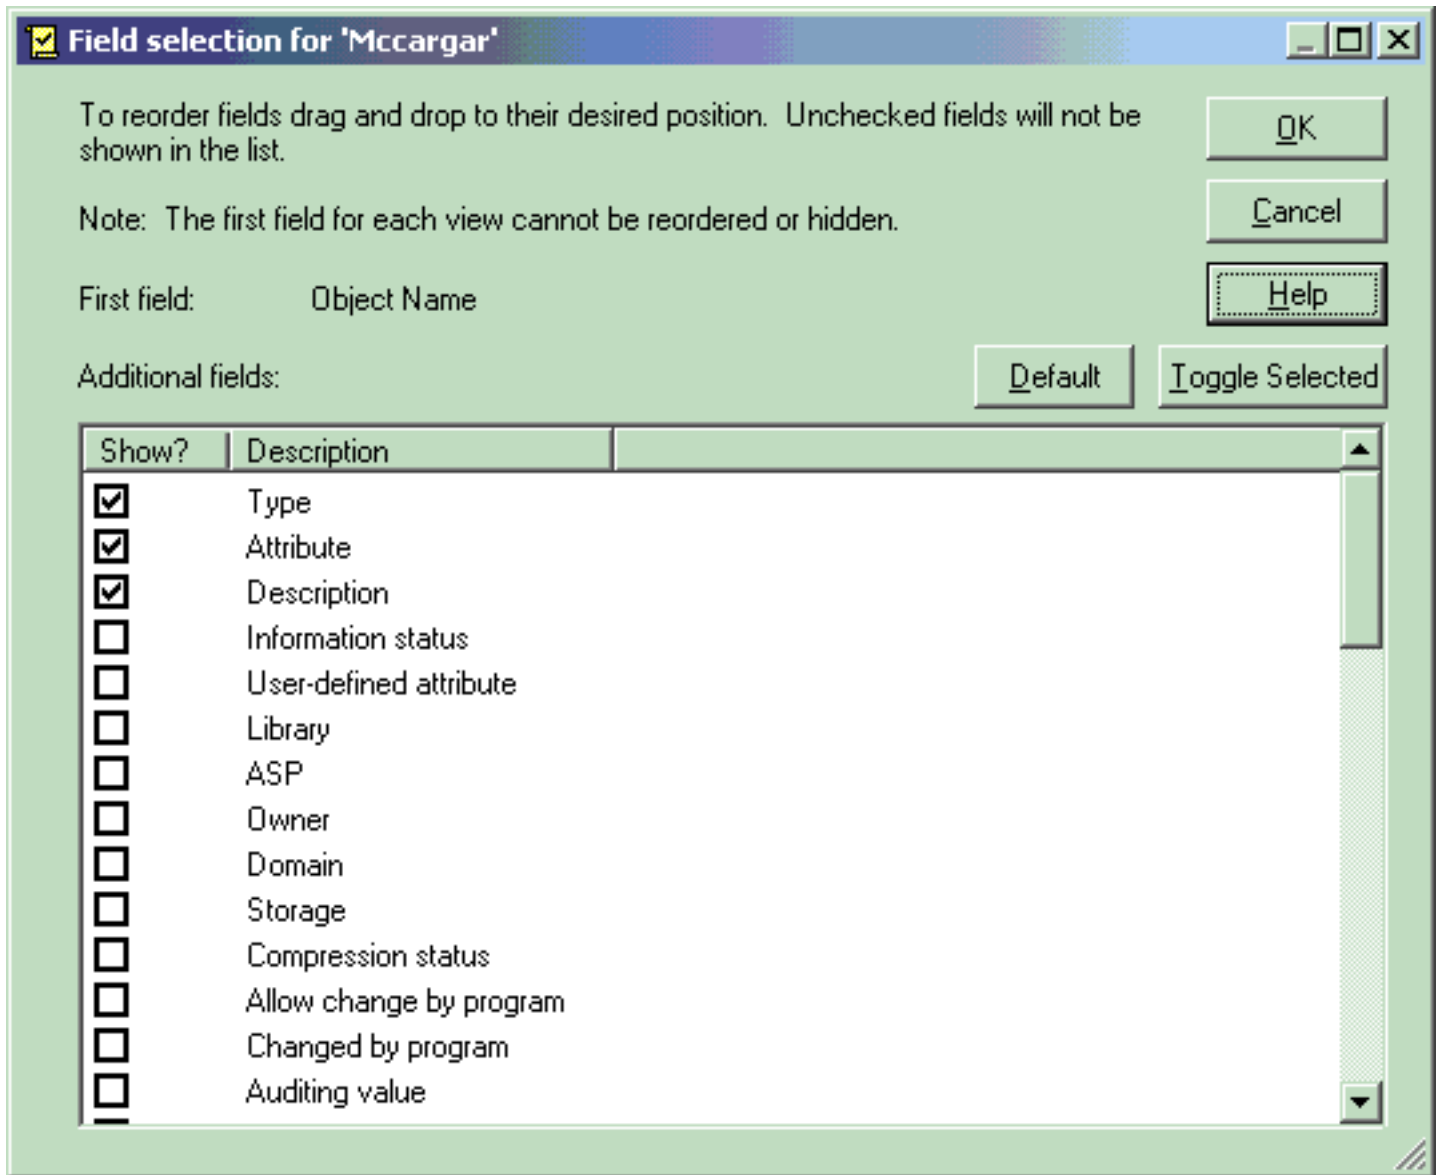 Field selection for 'Mccargar'
To reorder fields drag and drop to their desired position.  Unchecked fields will not be
shown in the list.
OK
Note:  The first field for each view cannot be reordered or hidden.
Cancel
First field: Object Name
Help
Additional fields:
Default
Toggle Selected
Show? Description
Type
Attribute
Description
Information status
User-defined attribute
Library
ASP
Owner
Domain
Storage
Compression status
Allow change by program
Changed by program
Auditing value